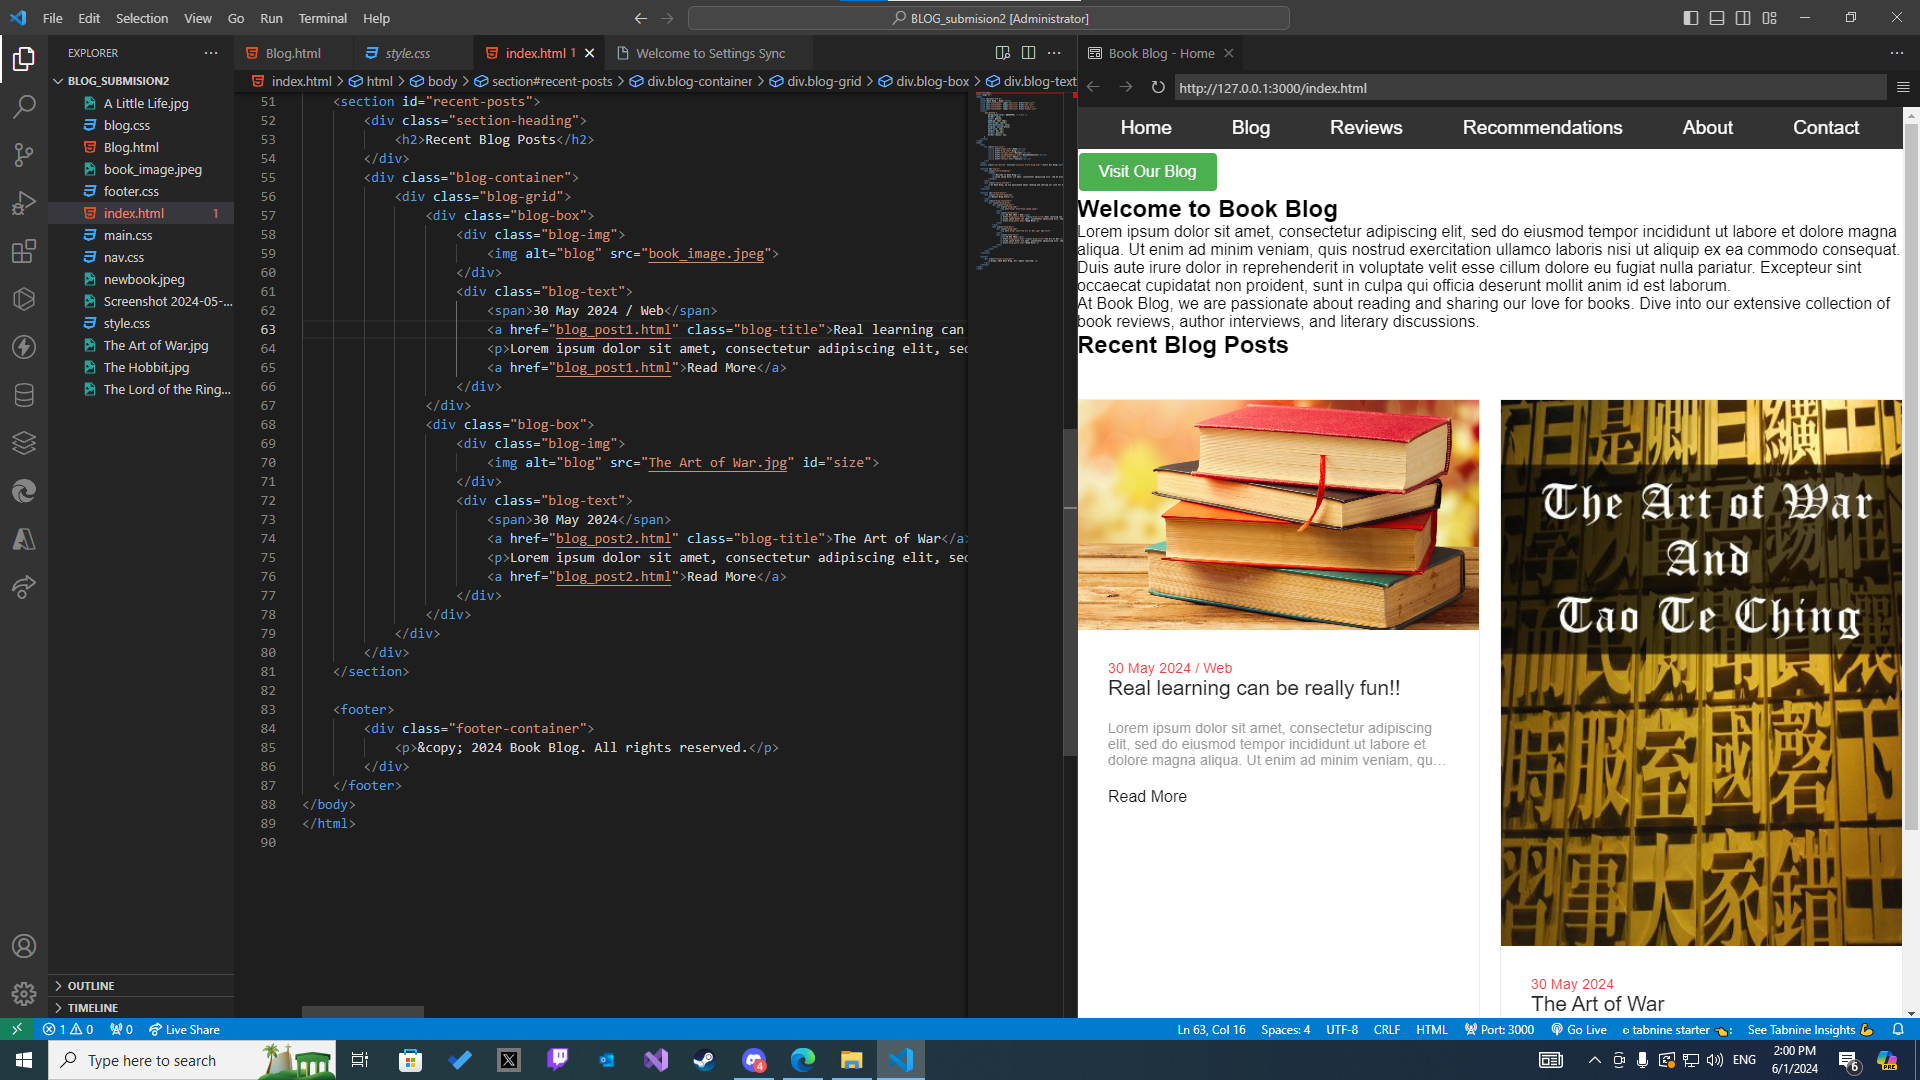 File Edit Selection View Go Run Terminal Help
BLOG_submision2 [Administrator]
EXPLORER
BLOG_SUBMISION2
A Little Life.jpg
blog.css
Blog.html
book_image.jpeg
footer.css
index.html 1
main.css
nav.css
newbook.jpeg
Screenshot 2024-05-...
style.css
The Art of War.jpg
The Hobbit.jpg
The Lord of the Ring...
OUTLINE
TIMELINE
Blog.html style.css index.html 1 Welcome to Settings Sync
index.html > html > body > section#recent-posts > div.blog-container > div.blog-grid > div.blog-box > div.blog-text
51 <section id="recent-posts">
52 <div class="section-heading">
53 <h2>Recent Blog Posts</h2>
54 </div>
55 <div class="blog-container">
56 <div class="blog-grid">
57 <div class="blog-box">
58 <div class="blog-img">
59 <img alt="blog" src="book_image.jpeg">
60 </div>
61 <div class="blog-text">
62 <span>30 May 2024 / Web</span>
63 <a href="blog_post1.html" class="blog-title">Real learning can
64 <p>Lorem ipsum dolor sit amet, consectetur adipiscing elit, sed
65 <a href="blog_post1.html">Read More</a>
66 </div>
67 </div>
68 <div class="blog-box">
69 <div class="blog-img">
70 <img alt="blog" src="The Art of War.jpg" id="size">
71 </div>
72 <div class="blog-text">
73 <span>30 May 2024</span>
74 <a href="blog_post2.html" class="blog-title">The Art of War</a>
75 <p>Lorem ipsum dolor sit amet, consectetur adipiscing elit, sed
76 <a href="blog_post2.html">Read More</a>
77 </div>
78 </div>
79 </div>
80 </div>
81 </section>
82
83 <footer>
84 <div class="footer-container">
85 <p>&copy; 2024 Book Blog. All rights reserved.</p>
86 </div>
87 </footer>
88 </body>
89 </html>
90
Book Blog - Home
http://127.0.0.1:3000/index.html
Home Blog Reviews Recommendations About Contact
Visit Our Blog
Welcome to Book Blog
Lorem ipsum dolor sit amet, consectetur adipiscing elit, sed do eiusmod tempor incididunt ut labore et dolore magna
aliqua. Ut enim ad minim veniam, quis nostrud exercitation ullamco laboris nisi ut aliquip ex ea commodo consequat.
Duis aute irure dolor in reprehenderit in voluptate velit esse cillum dolore eu fugiat nulla pariatur. Excepteur sint
occaecat cupidatat non proident, sunt in culpa qui officia deserunt mollit anim id est laborum.
At Book Blog, we are passionate about reading and sharing our love for books. Dive into our extensive collection of
book reviews, author interviews, and literary discussions.
Recent Blog Posts
30 May 2024 / Web
Real learning can be really fun!!
Lorem ipsum dolor sit amet, consectetur adipiscing
elit, sed do eiusmod tempor incididunt ut labore et
dolore magna aliqua. Ut enim ad minim veniam, qu...
Read More
The Art of War
And
Tao Te Ching
30 May 2024
The Art of War
1 0 0 Live Share
Ln 63, Col 16 Spaces: 4 UTF-8 CRLF HTML Port: 3000 Go Live tabnine starter See Tabnine Insights
Type here to search
4
ENG
2:00 PM
6/1/2024
6
PRE